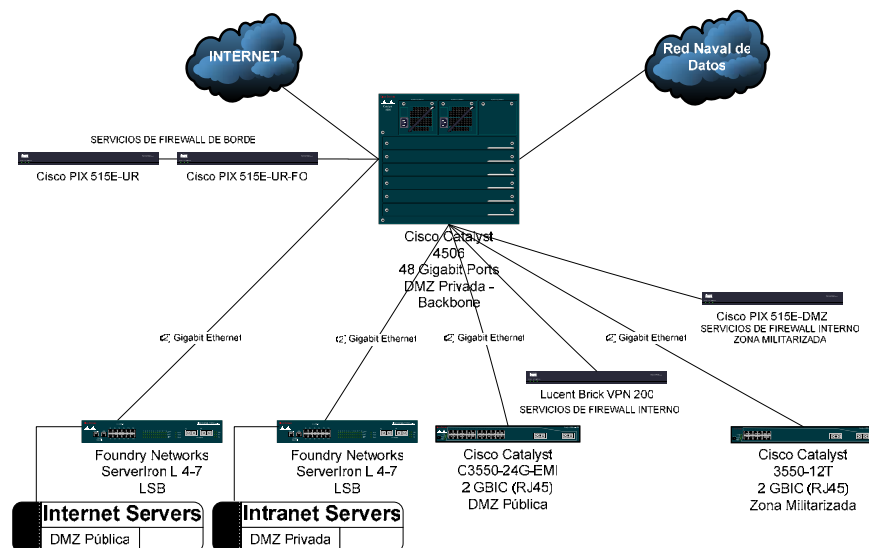 INTERNET
Red Naval de
Datos
SERVICIOS DE FIREWALL DE BORDE
Cisco PIX 515E-UR
Cisco PIX 515E-UR-FO
Cisco Catalyst
4506
48 Gigabit Ports
DMZ Privada –
Backbone
Cisco PIX 515E-DMZ
SERVICIOS DE FIREWALL INTERNO
ZONA MILITARIZADA
(2) Gigabit Ethernet
(2) Gigabit Ethernet
(2) Gigabit Ethernet
(2) Gigabit Ethernet
Lucent Brick VPN 200
SERVICIOS DE FIREWALL INTERNO
Foundry Networks
ServerIron L 4-7
LSB
Foundry Networks
ServerIron L 4-7
LSB
Cisco Catalyst
C3550-24G-EMI
2 GBIC (RJ45)
DMZ Pública
Cisco Catalyst
3550-12T
2 GBIC (RJ45)
Zona Militarizada
Internet Servers
DMZ Pública
Intranet Servers
DMZ Privada